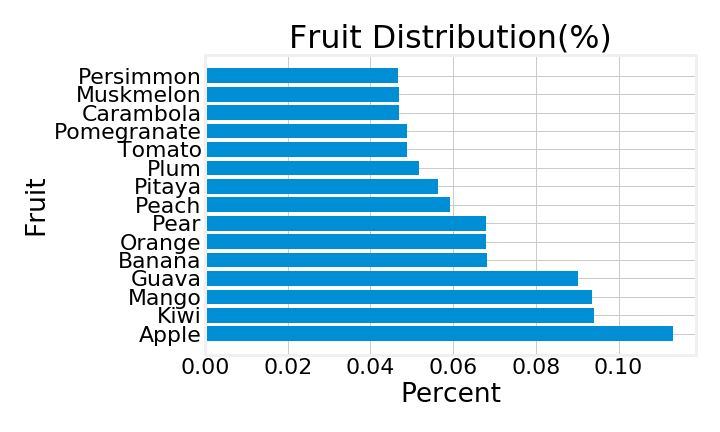 Fruit Distribution(%)
Persimmon
Muskmelon
Carambola
Pomegranate
Tomato
Plum
Pitaya
Peach
Pear
Orange
Banana
Guava
Mango
Kiwi
Apple
Fruit
0.00 0.02 0.04 0.06 0.08 0.10
Percent